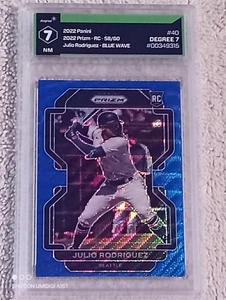 degree°
7
NM
2022 Panini
2022 Prizm - RC - 58/60
Julio Rodriguez - BLUE WAVE
#40
DEGREE 7
#00349315
PRIZM
RC
JULIO RODRIGUEZ
SEATTLE